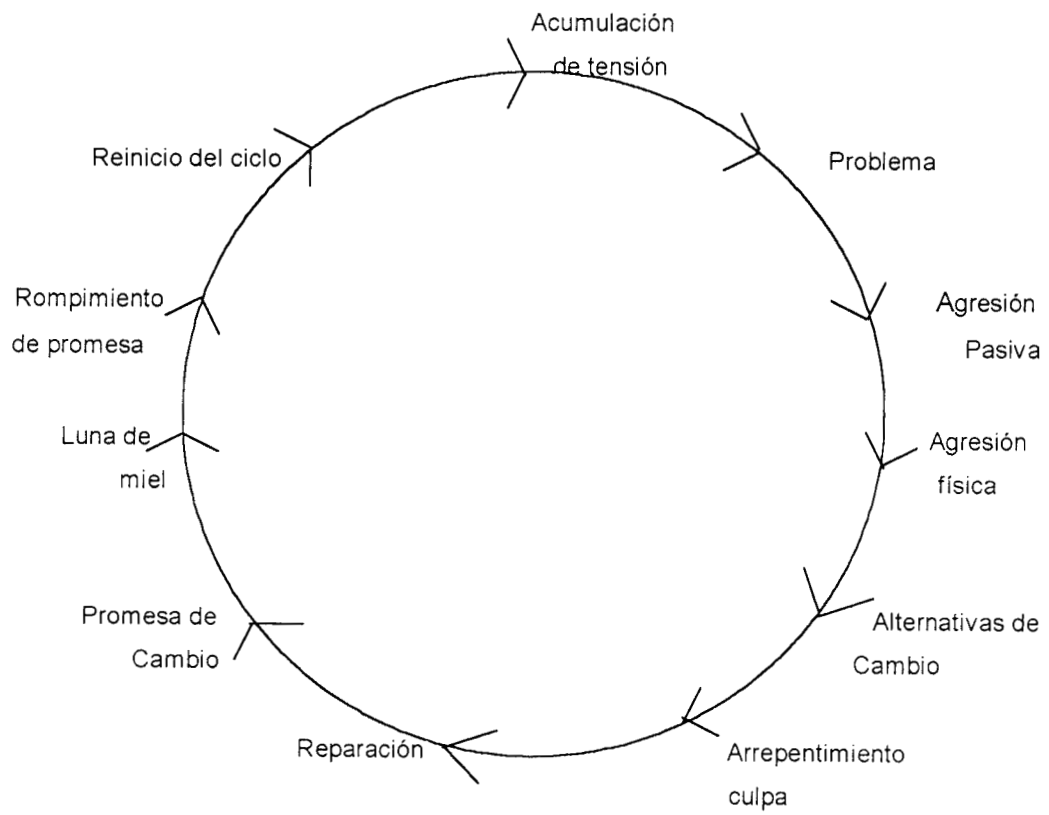 Acumulación
de tensión
Problema
Agresión
Pasiva
Agresión
física
Alternativas de
Cambio
Arrepentimiento
culpa
Reparación
Promesa de
Cambio
Luna de
miel
Rompimiento
de promesa
Reinicio del ciclo